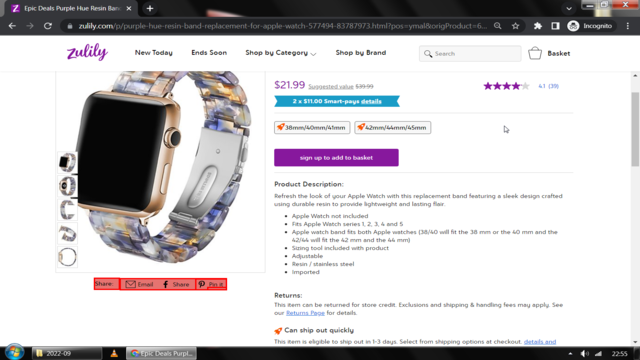 Epic Deals Purple Hue Resin Band
Incognito
zulily.com/p/purple-hue-resin-band-replacement-for-apple-watch-577494-83787973.html?pos=ymal&origProduct=6...
zulily
New Today
Ends Soon
Shop by Category
Shop by Brand
Search
Basket
$21.99 Suggested value $39.99
4.1 (39)
2 x $11.00 Smart-pays details
38mm/40mm/41mm
42mm/44mm/45mm
sign up to add to basket
Product Description:
Refresh the look of your Apple Watch with this replacement band featuring a sleek design crafted
using durable resin to provide lightweight and lasting flair.
• Apple Watch not included
• Fits Apple Watch series 1, 2, 3, 4 and 5
• Apple watch band fits both Apple watches (38/40 will fit the 38 mm or the 40 mm and the
42/44 will fit the 42 mm and the 44 mm)
• Sizing tool included with product
• Adjustable
• Resin / stainless steel
• Imported
Share: Email Share Pin It
Returns:
This item can be returned for store credit. Exclusions and shipping & handling fees may apply. See
our Returns Page for details.
Can ship out quickly
This item is eligible to ship out in 1-3 days. Select from shipping options at checkout. details and
2022-09
Epic Deals Purpl...
22:55